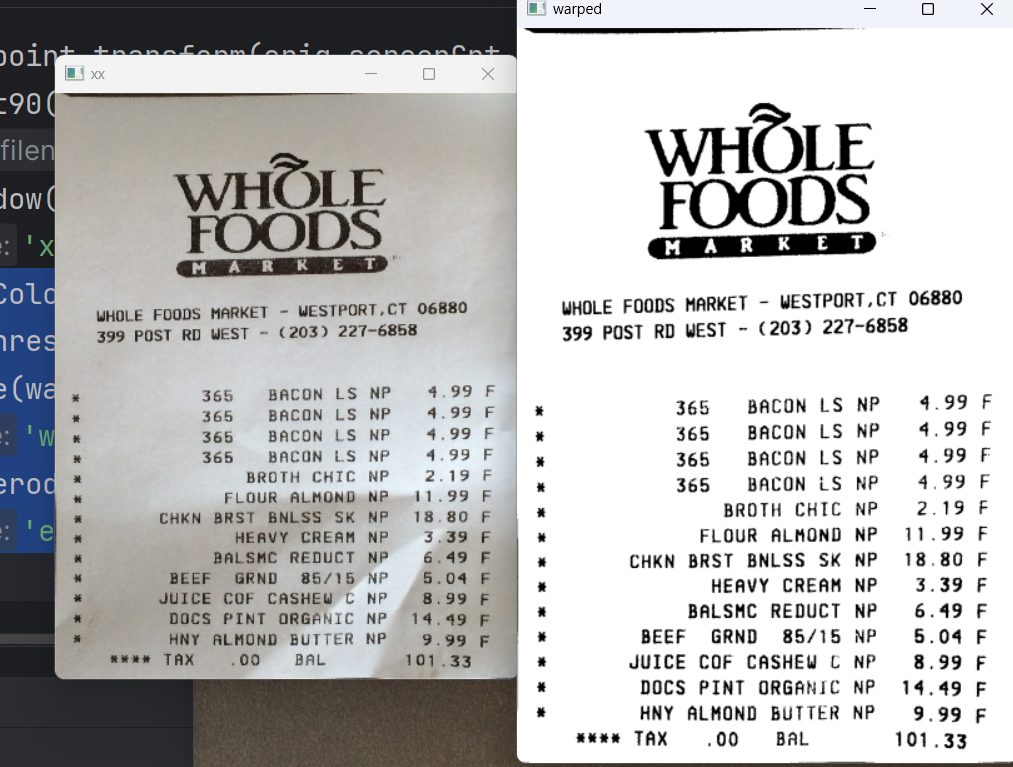 t90(
filen
dow(
: 'x
Colo
hres
e(wa
: 'w
erod
: 'e
xx
WHOLE
FOODS
MARKET
WHOLE FOODS MARKET - WESTPORT,CT 06880
399 POST RD WEST - (203) 227-6858
* 365 BACON LS NP 4.99 F
* 365 BACON LS NP 4.99 F
* 365 BACON LS NP 4.99 F
* 365 BACON LS NP 4.99 F
* BROTH CHIC NP 2.19 F
* FLOUR ALMOND NP 11.99 F
* CHKN BRST BNLSS SK NP 18.80 F
* HEAVY CREAM NP 3.39 F
* BALSMC REDUCT NP 6.49 F
* BEEF GRND 85/15 NP 5.04 F
* JUICE COF CASHEW C NP 8.99 F
* DOCS PINT ORGANIC NP 14.49 F
* HNY ALMOND BUTTER NP 9.99 F
**** TAX .00 BAL 101.33
warped
WHOLE
FOODS
MARKET
WHOLE FOODS MARKET - WESTPORT,CT 06880
399 POST RD WEST - (203) 227-6858
* 365 BACON LS NP 4.99 F
* 365 BACON LS NP 4.99 F
* 365 BACON LS NP 4.99 F
* 365 BACON LS NP 4.99 F
* BROTH CHIC NP 2.19 F
* FLOUR ALMOND NP 11.99 F
* CHKN BRST BNLSS SK NP 18.80 F
* HEAVY CREAM NP 3.39 F
* BALSMC REDUCT NP 6.49 F
* BEEF GRND 85/15 NP 5.04 F
* JUICE COF CASHEW C NP 8.99 F
* DOCS PINT ORGANIC NP 14.49 F
* HNY ALMOND BUTTER NP 9.99 F
**** TAX .00 BAL 101.33